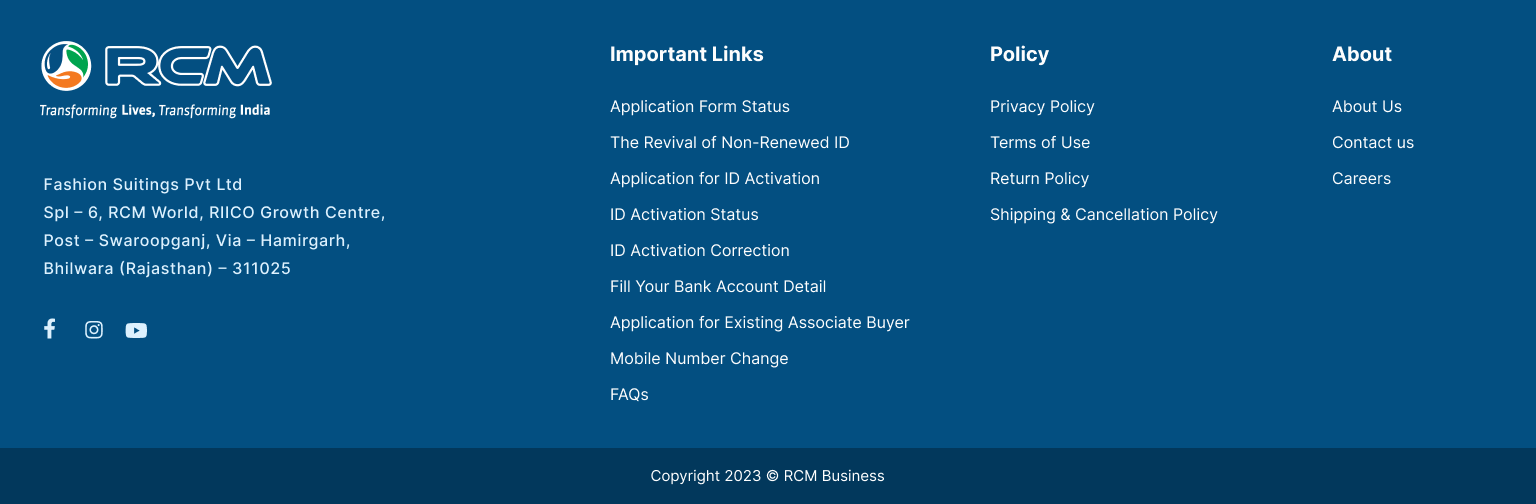 RCM
Transforming Lives, Transforming India
Fashion Suitings Pvt Ltd
Spl – 6, RCM World, RIICO Growth Centre,
Post – Swaroopganj, Via – Hamirgarh,
Bhilwara (Rajasthan) – 311025
Important Links
Application Form Status
The Revival of Non-Renewed ID
Application for ID Activation
ID Activation Status
ID Activation Correction
Fill Your Bank Account Detail
Application for Existing Associate Buyer
Mobile Number Change
FAQs
Policy
Privacy Policy
Terms of Use
Return Policy
Shipping & Cancellation Policy
About
About Us
Contact us
Careers
Copyright 2023 © RCM Business